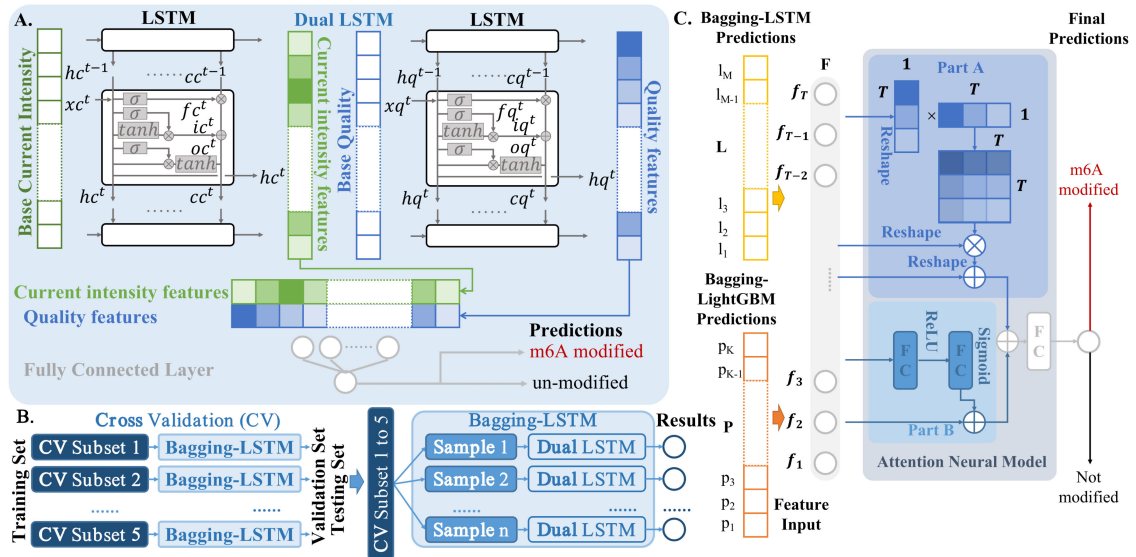 A.
LSTM
Dual LSTM
LSTM
Base Current Intensity
hc^{t-1}
...... cc^{t-1}
xc^t
σ
σ
fc^t
tanh
ic^t
oc^t
σ
tanh
hc^t
hc^t
cc^t
......
Current intensity features
Base Quality
hq^{t-1}
...... cq^{t-1}
xq^t
σ
σ
fq^t
tanh
iq^t
oq^t
σ
tanh
hq^t
hq^t
cq^t
......
Quality features
Current intensity features
Quality features
......
Fully Connected Layer
Predictions
m6A modified
un-modified
B.
Cross Validation (CV)
Training Set
CV Subset 1
Bagging-LSTM
CV Subset 2
Bagging-LSTM
......
......
CV Subset 5
Bagging-LSTM
Validation Set
Testing Set
CV Subset 1 to 5
Bagging-LSTM
Sample 1
Dual LSTM
Sample 2
Dual LSTM
......
......
Sample n
Dual LSTM
Results
......
C.
Bagging-LSTM
Predictions
l_M
l_{M-1}
L
l_3
l_2
l_1
Bagging-
LightGBM
Predictions
p_K
p_{K-1}
P
p_3
p_2
p_1
F
f_T
f_{T-1}
f_{T-2}
......
f_3
f_2
f_1
Feature
Input
Part A
1
T
Reshape
×
T
1
T
T
Reshape
Reshape
......
FC
ReLU
FC
Sigmoid
Part B
FC
Attention Neural Model
Final
Predictions
m6A
modified
Not
modified